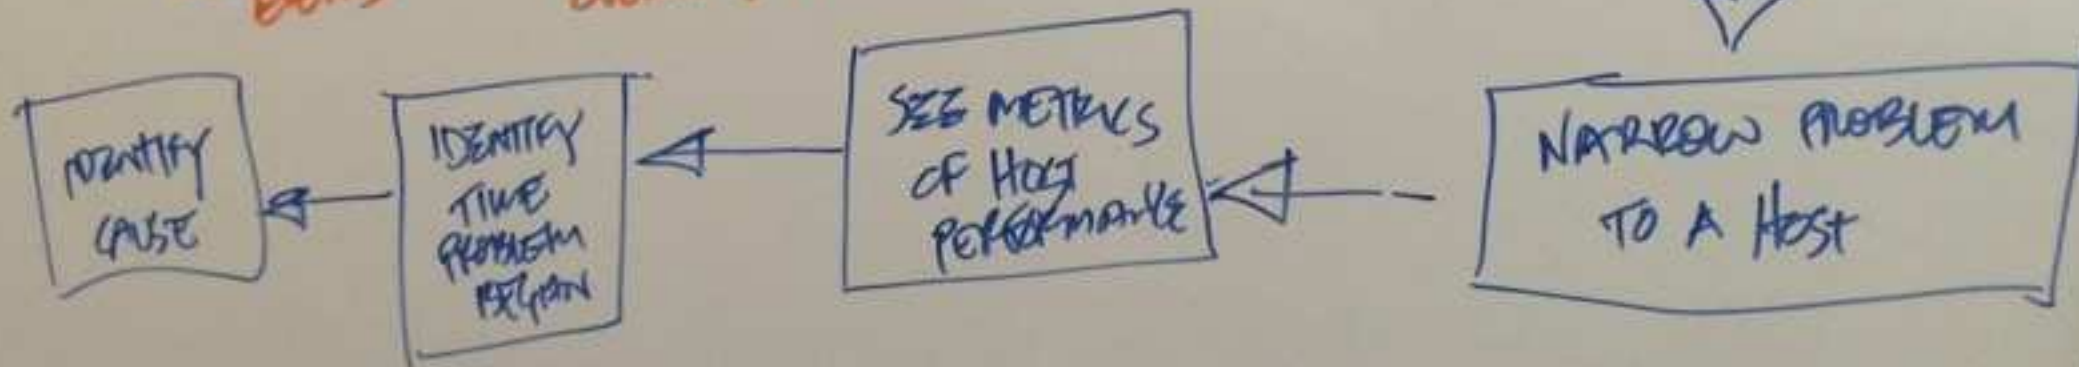 IDENTIFY
CAUSE
IDENTIFY
TIME
PROBLEM
BEGAN
SEE METRICS
OF HOST
PERFORMANCE
NARROW PROBLEM
TO A HOST